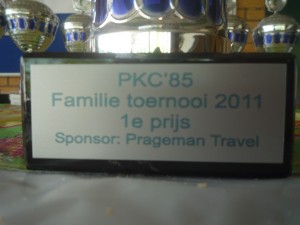 PKC'85
Familie toernooi 2011
1e prijs
Sponsor: Prageman Travel